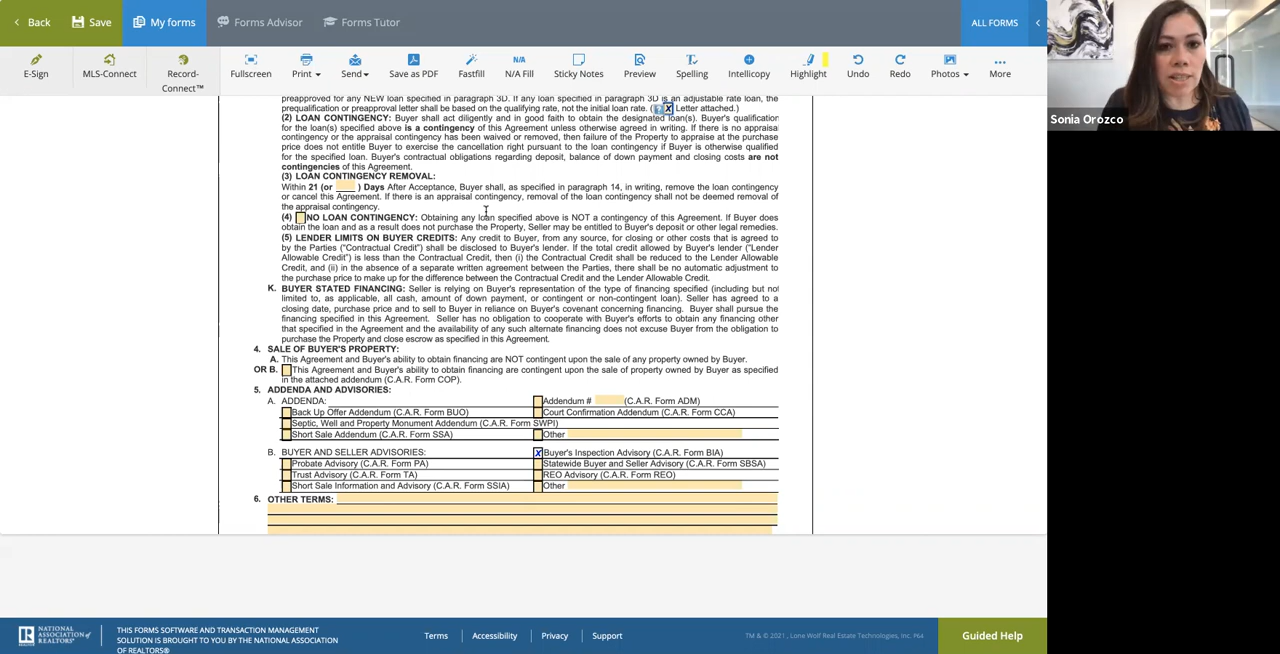 Back
Save
My forms
Forms Advisor
Forms Tutor
ALL FORMS
E-Sign
MLS-Connect
Record-
Connect™
Fullscreen
Print
Send
Save as PDF
Fastfill
N/A
N/A Fill
Sticky Notes
Preview
Spelling
Intellicopy
Highlight
Undo
Redo
Photos
More
Sonia Orozco
preapproved for any NEW loan specified in paragraph 3D. If any loan specified in paragraph 3D is an adjustable rate loan, the
prequalification or preapproval letter shall be based on the qualifying rate, not the initial loan rate. ( X Letter attached.)
(2) LOAN CONTINGENCY: Buyer shall act diligently and in good faith to obtain the designated loan(s). Buyer's qualification
for the loan(s) specified above is a contingency of this Agreement unless otherwise agreed in writing. If there is no appraisal
contingency or the appraisal contingency has been waived or removed, then failure of the Property to appraise at the purchase
price does not entitle Buyer to exercise the cancellation right pursuant to the loan contingency if Buyer is otherwise qualified
for the specified loan. Buyer's contractual obligations regarding deposit, balance of down payment and closing costs are not
contingencies of this Agreement.
(3) LOAN CONTINGENCY REMOVAL:
Within 21 (or ) Days After Acceptance, Buyer shall, as specified in paragraph 14, in writing, remove the loan contingency
or cancel this Agreement. If there is an appraisal contingency, removal of the loan contingency shall not be deemed removal of
the appraisal contingency.
(4) NO LOAN CONTINGENCY: Obtaining any loan specified above is NOT a contingency of this Agreement. If Buyer does
obtain the loan and as a result does not purchase the Property, Seller may be entitled to Buyer's deposit or other legal remedies.
(5) LENDER LIMITS ON BUYER CREDITS: Any credit to Buyer, from any source, for closing or other costs that is agreed to
by the Parties ("Contractual Credit") shall be disclosed to Buyer's lender. If the total credit allowed by Buyer's lender ("Lender
Allowable Credit") is less than the Contractual Credit, then (i) the Contractual Credit shall be reduced to the Lender Allowable
Credit, and (ii) in the absence of a separate written agreement between the Parties, there shall be no automatic adjustment to
the purchase price to make up for the difference between the Contractual Credit and the Lender Allowable Credit.
K. BUYER STATED FINANCING: Seller is relying on Buyer's representation of the type of financing specified (including but not
limited to, as applicable, all cash, amount of down payment, or contingent or non-contingent loan). Seller has agreed to a
closing date, purchase price and to sell to Buyer in reliance on Buyer's covenant concerning financing. Buyer shall pursue the
financing specified in this Agreement. Seller has no obligation to cooperate with Buyer's efforts to obtain any financing other
that specified in the Agreement and the availability of any such alternate financing does not excuse Buyer from the obligation to
purchase the Property and close escrow as specified in this Agreement.
4. SALE OF BUYER'S PROPERTY:
A. This Agreement and Buyer's ability to obtain financing are NOT contingent upon the sale of any property owned by Buyer.
OR B. This Agreement and Buyer's ability to obtain financing are contingent upon the sale of property owned by Buyer as specified
in the attached addendum (C.A.R. Form COP).
5. ADDENDA AND ADVISORIES:
A. ADDENDA: Addendum # (C.A.R. Form ADM)
Back Up Offer Addendum (C.A.R. Form BUO) Court Confirmation Addendum (C.A.R. Form CCA)
Septic, Well and Property Monument Addendum (C.A.R. Form SWPI)
Short Sale Addendum (C.A.R. Form SSA) Other
B. BUYER AND SELLER ADVISORIES: X Buyer's Inspection Advisory (C.A.R. Form BIA)
Probate Advisory (C.A.R. Form PA) Statewide Buyer and Seller Advisory (C.A.R. Form SBSA)
Trust Advisory (C.A.R. Form TA) REO Advisory (C.A.R. Form REO)
Short Sale Information and Advisory (C.A.R. Form SSIA) Other
6. OTHER TERMS:
R
REALTOR®
NATIONAL
ASSOCIATION of
REALTORS®
THIS FORMS SOFTWARE AND TRANSACTION MANAGEMENT
SOLUTION IS BROUGHT TO YOU BY THE NATIONAL ASSOCIATION
OF REALTORS®
Terms
Accessibility
Privacy
Support
TM & © 2021, Lone Wolf Real Estate Technologies, Inc. P64
Guided Help